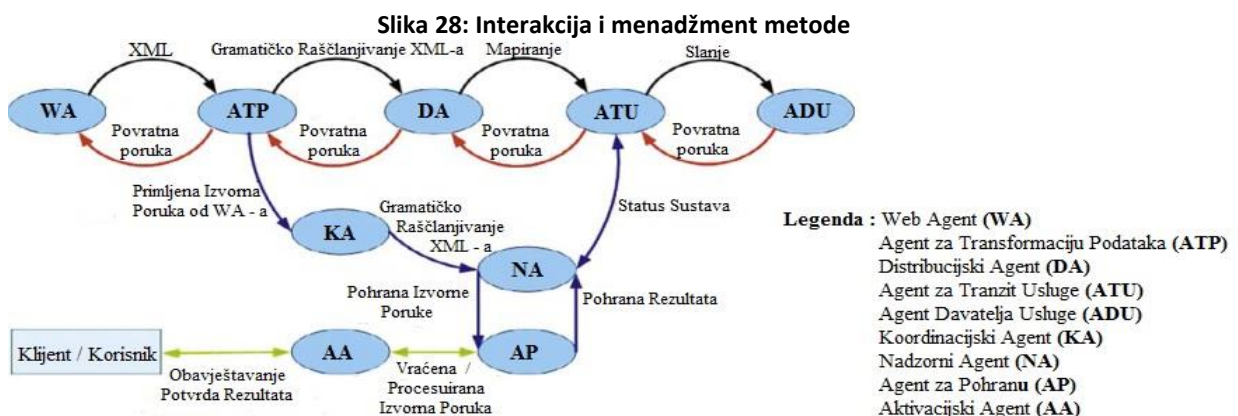 Slika 28: Interakcija i menadžment metode
XML
Gramatičko Raščlanjivanje XML-a
Mapiranje
Slanje
WA
ATP
DA
ATU
ADU
Povratna
poruka
Povratna
poruka
Povratna
poruka
Povratna
poruka
Primljena Izvorna
Poruka od WA - a
KA
Gramatičko
Raščlanjivanje
XML - a
Status Sustava
NA
Pohrana Izvorne
Poruke
Pohrana Rezultata
Klijent / Korisnik
AA
AP
Obavještavanje
Potvrda Rezultata
Vraćena /
Procesuirana
Izvorna Poruka
Legenda : Web Agent (WA)
Agent za Transformaciju Podataka (ATP)
Distribucijski Agent (DA)
Agent za Tranzit Usluge (ATU)
Agent Davatelja Usluge (ADU)
Koordinacijski Agent (KA)
Nadzorni Agent (NA)
Agent za Pohranu (AP)
Aktivacijski Agent (AA)